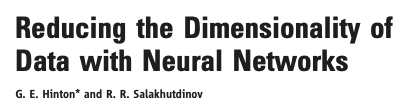 Reducing the Dimensionality of
Data with Neural Networks
G. E. Hinton* and R. R. Salakhutdinov